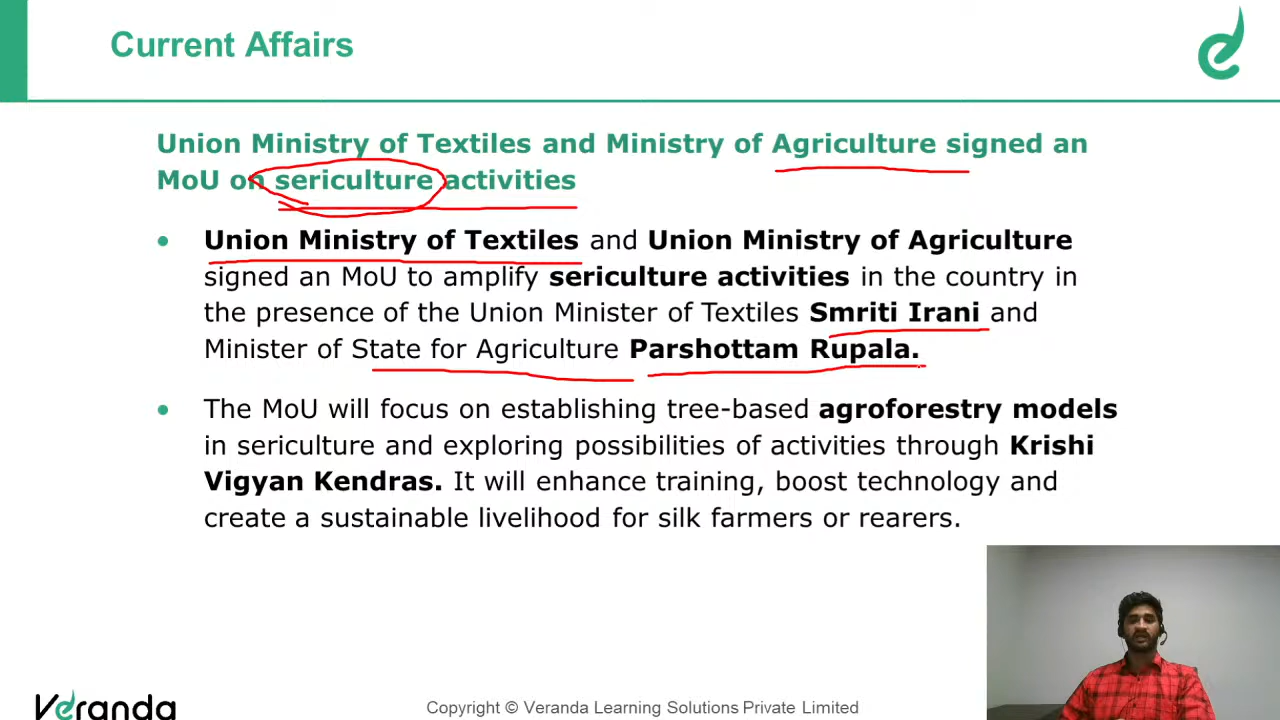 Current Affairs
Union Ministry of Textiles and Ministry of Agriculture signed an
MoU on sericulture activities
• Union Ministry of Textiles and Union Ministry of Agriculture
signed an MoU to amplify sericulture activities in the country in
the presence of the Union Minister of Textiles Smriti Irani and
Minister of State for Agriculture Parshottam Rupala.
• The MoU will focus on establishing tree-based agroforestry models
in sericulture and exploring possibilities of activities through Krishi
Vigyan Kendras. It will enhance training, boost technology and
create a sustainable livelihood for silk farmers or rearers.
Veranda
Copyright © Veranda Learning Solutions Private Limited